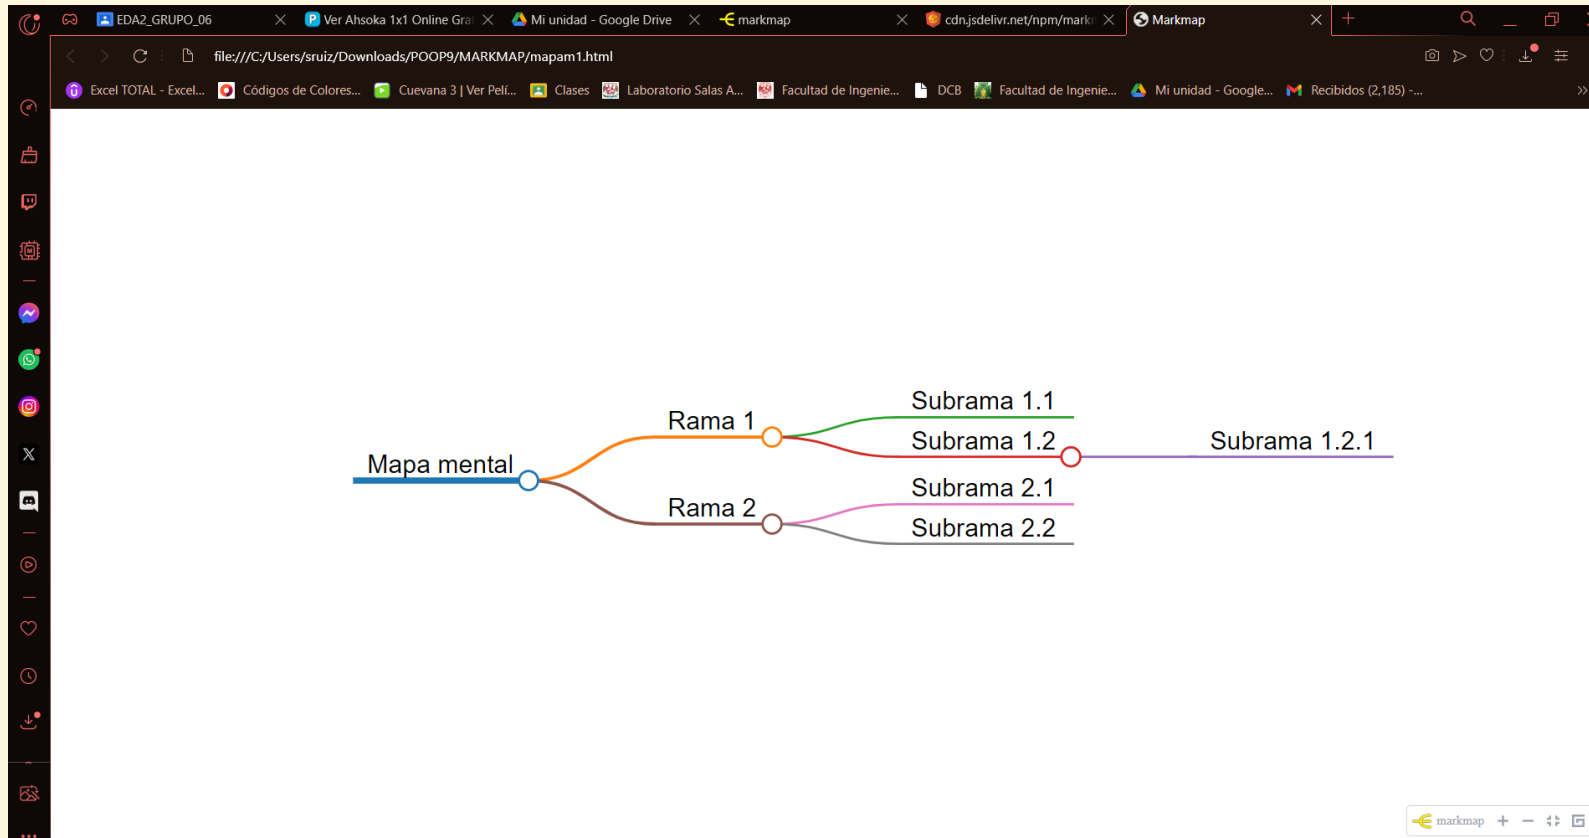 EDA2_GRUPO_06
Ver Ahsoka 1x1 Online Grat
Mi unidad - Google Drive
markmap
cdn.jsdelivr.net/npm/mark
Markmap
file:///C:/Users/sruiz/Downloads/POOP9/MARKMAP/mapam1.html
Excel TOTAL - Excel...
Códigos de Colores...
Cuevana 3 | Ver Pelí...
Clases
Laboratorio Salas A...
Facultad de Ingenie...
DCB
Facultad de Ingenie...
Mi unidad - Google...
Recibidos (2,185) -...
Mapa mental
Rama 1
Subrama 1.1
Subrama 1.2
Subrama 1.2.1
Rama 2
Subrama 2.1
Subrama 2.2
markmap